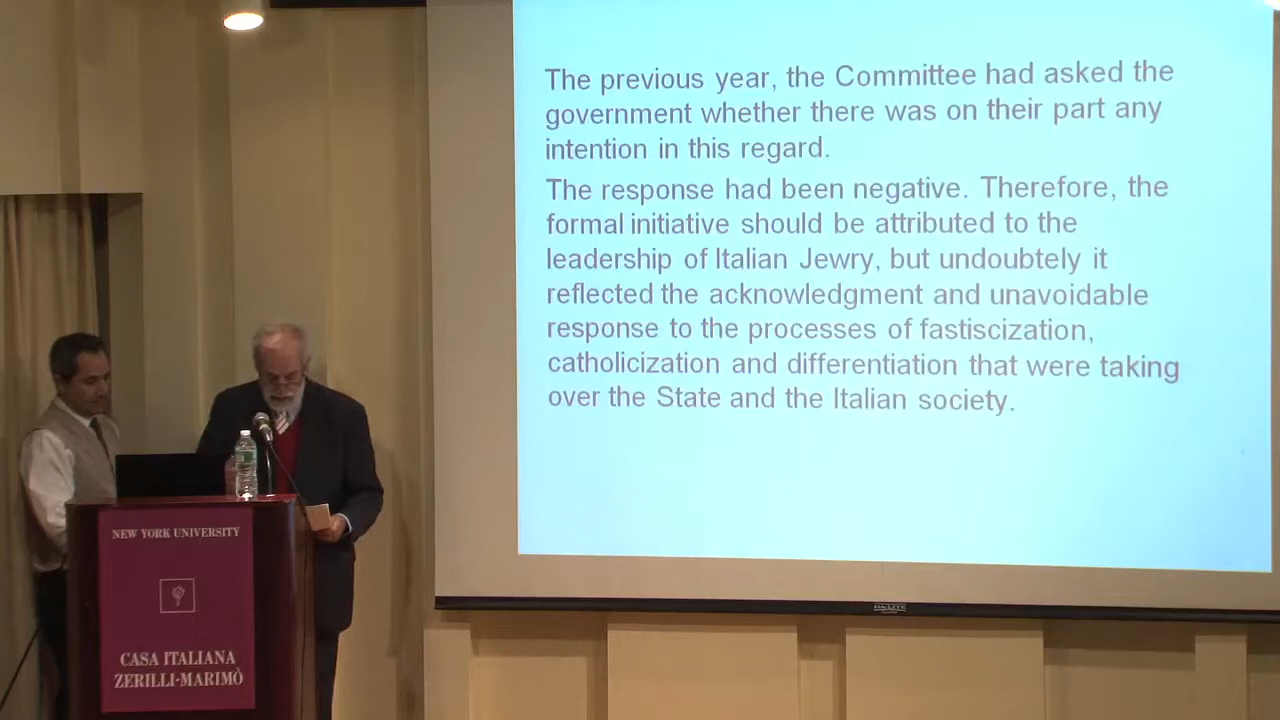 The previous year, the Committee had asked the
government whether there was on their part any
intention in this regard.
The response had been negative. Therefore, the
formal initiative should be attributed to the
leadership of Italian Jewry, but undoubtely it
reflected the acknowledgment and unavoidable
response to the processes of fastiscization,
catholicization and differentiation that were taking
over the State and the Italian society.
DA-LITE
NEW YORK UNIVERSITY
CASA ITALIANA
ZERILLI-MARIMÒ